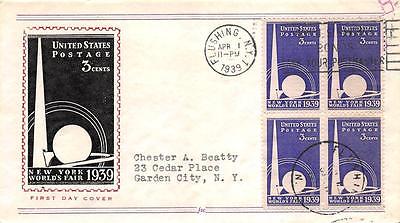 UNITED STATES
POSTAGE
3 CENTS
NEW YORK
WORLD'S FAIR 1939
FIRST DAY COVER
FLUSHING, N.Y. 1
APR 1
11-PM
1939
UNITED STATES
POSTAGE
3 CENTS
NEW YORK
WORLD'S FAIR 1939
UNITED STATES
POSTAGE
3 CENTS
NEW YORK
WORLD'S FAIR 1939
UNITED STATES
POSTAGE
3 CENTS
NEW YORK
WORLD'S FAIR 1939
UNITED STATES
POSTAGE
3 CENTS
NEW YORK
WORLD'S FAIR 1939
Chester A. Beatty
23 Cedar Place
Garden City, N. Y.